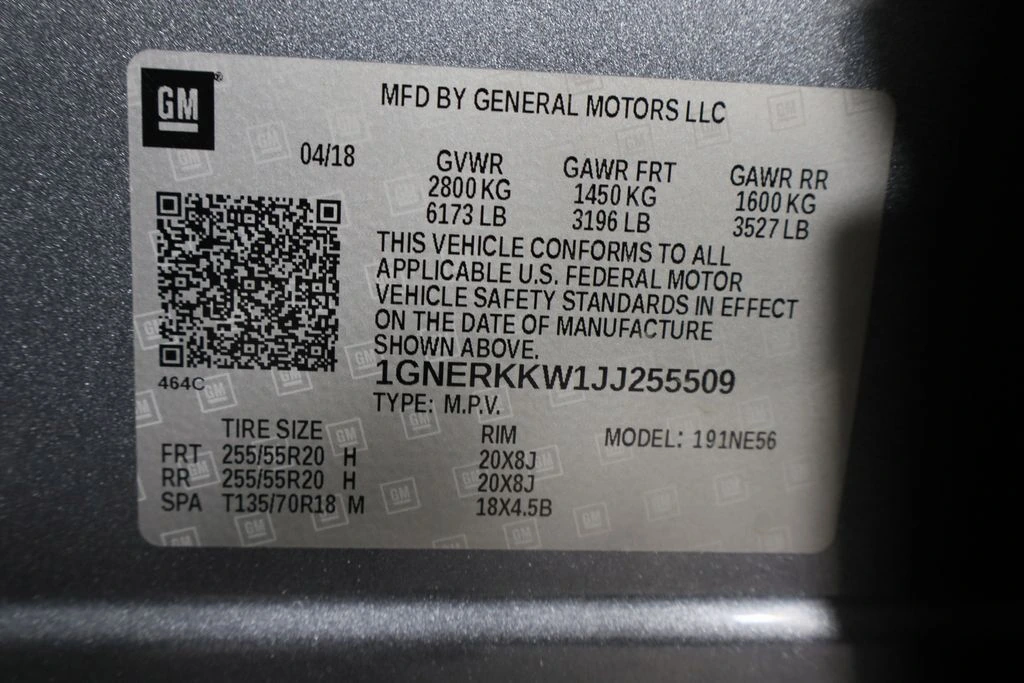 GM
MFD BY GENERAL MOTORS LLC
04/18
GVWR GAWR FRT GAWR RR
2800 KG 1450 KG 1600 KG
6173 LB 3196 LB 3527 LB
THIS VEHICLE CONFORMS TO ALL
APPLICABLE U.S. FEDERAL MOTOR
VEHICLE SAFETY STANDARDS IN EFFECT
ON THE DATE OF MANUFACTURE
SHOWN ABOVE.
464C
1GNERKKW1JJ255509
TYPE: M.P.V.
TIRE SIZE RIM MODEL: 191NE56
FRT 255/55R20 H 20X8J
RR 255/55R20 H 20X8J
SPA T135/70R18 M 18X4.5B